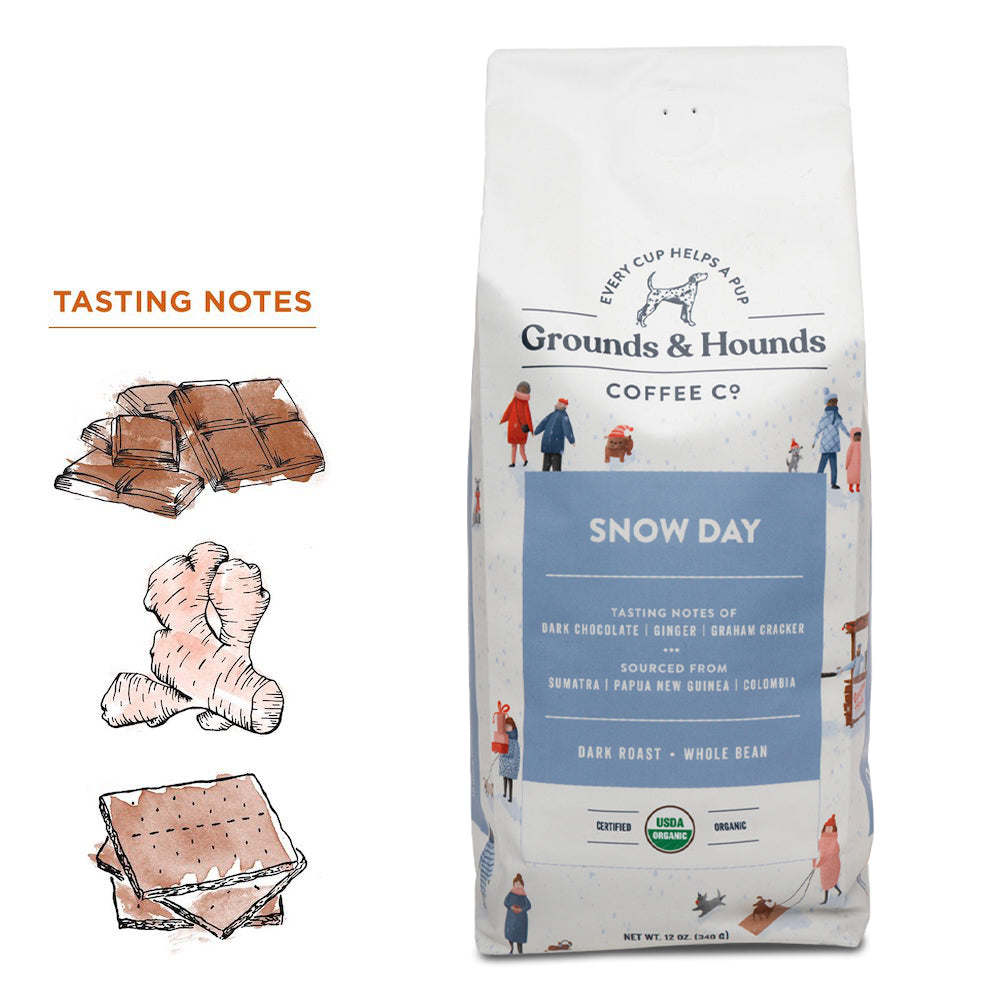 TASTING NOTES
EVERY CUP HELPS A PUP
Grounds & Hounds
COFFEE Cº
SNOW DAY
TASTING NOTES OF
DARK CHOCOLATE | GINGER | GRAHAM CRACKER
SOURCED FROM
SUMATRA | PAPUA NEW GUINEA | COLOMBIA
DARK ROAST • WHOLE BEAN
CERTIFIED
USDA
ORGANIC
ORGANIC
NET WT. 12 OZ. (340 G)